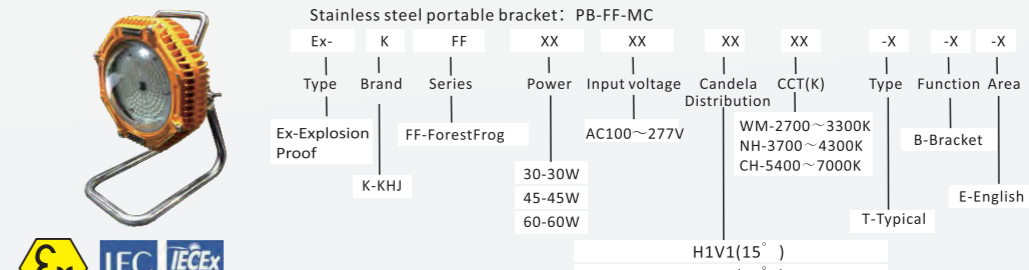 Stainless steel portable bracket: PB-FF-MC
Ex- K FF XX XX XX XX -X -X -X
Type Brand Series Power Input voltage Candela Distribution CCT(K) Type Function Area
Ex-Explosion Proof
K-KHJ
FF-ForestFrog
30-30W
45-45W
60-60W
AC100～277V
WM-2700～3300K
NH-3700～4300K
CH-5400～7000K
B-Bracket
E-English
T-Typical
H1V1(15°)
Ex
IEC
IECEx